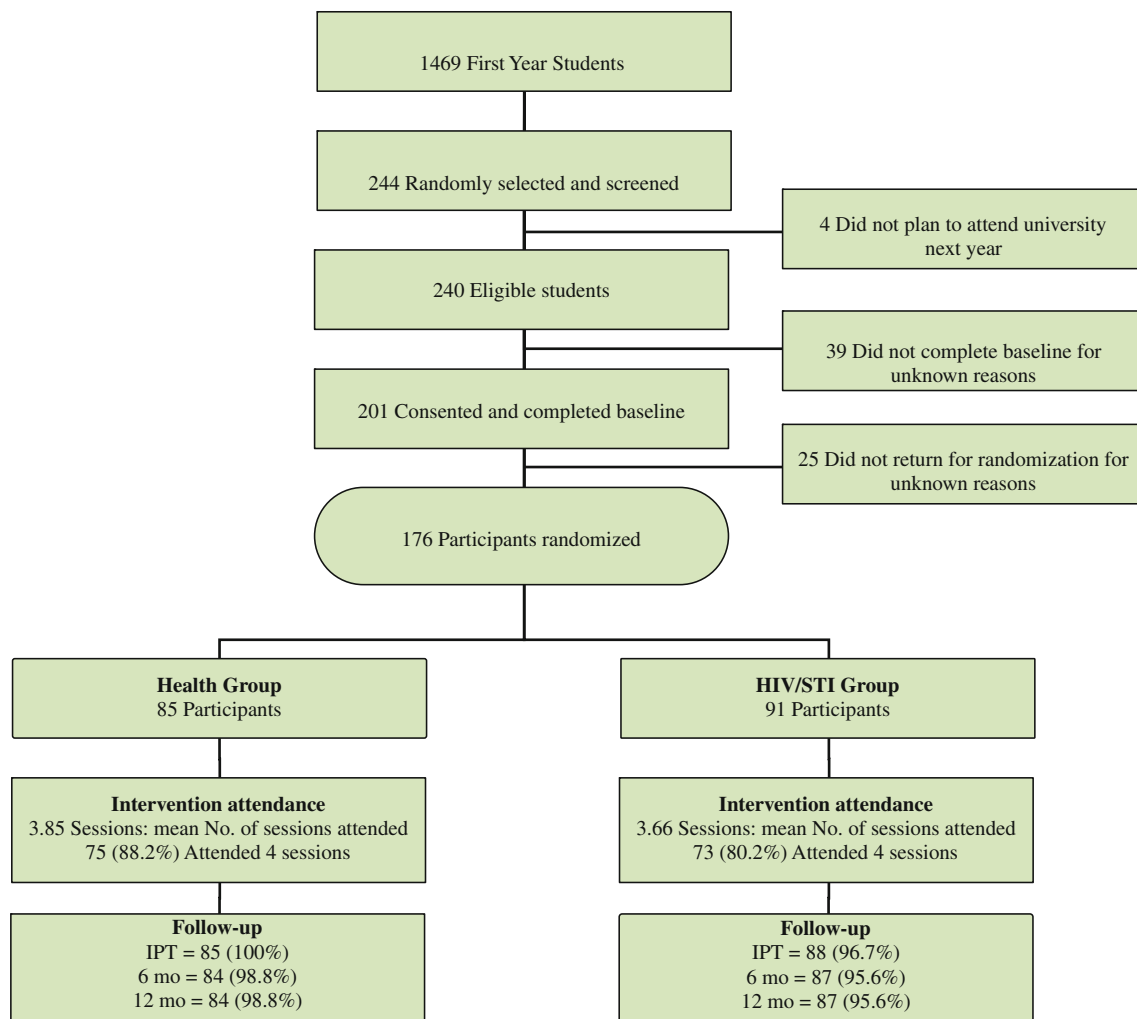 1469 First Year Students
244 Randomly selected and screened
4 Did not plan to attend university
next year
240 Eligible students
39 Did not complete baseline for
unknown reasons
201 Consented and completed baseline
25 Did not return for randomization for
unknown reasons
176 Participants randomized
Health Group
85 Participants
HIV/STI Group
91 Participants
Intervention attendance
3.85 Sessions: mean No. of sessions attended
75 (88.2%) Attended 4 sessions
Intervention attendance
3.66 Sessions: mean No. of sessions attended
73 (80.2%) Attended 4 sessions
Follow-up
IPT = 85 (100%)
6 mo = 84 (98.8%)
12 mo = 84 (98.8%)
Follow-up
IPT = 88 (96.7%)
6 mo = 87 (95.6%)
12 mo = 87 (95.6%)